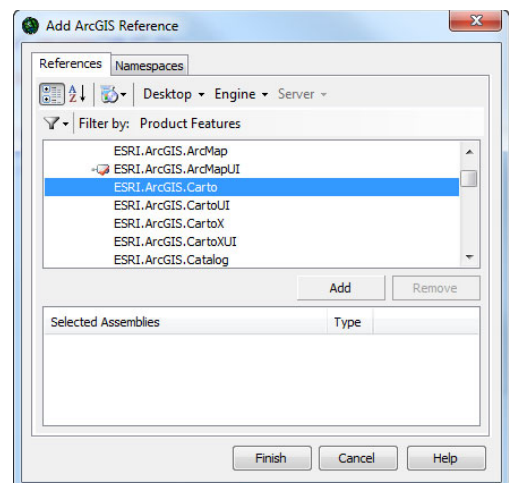 Add ArcGIS Reference
References Namespaces
Desktop Engine Server
Filter by: Product Features
ESRI.ArcGIS.ArcMap
ESRI.ArcGIS.ArcMapUI
ESRI.ArcGIS.Carto
ESRI.ArcGIS.CartoUI
ESRI.ArcGIS.CartoX
ESRI.ArcGIS.CartoXUI
ESRI.ArcGIS.Catalog
Add Remove
Selected Assemblies Type
Finish Cancel Help